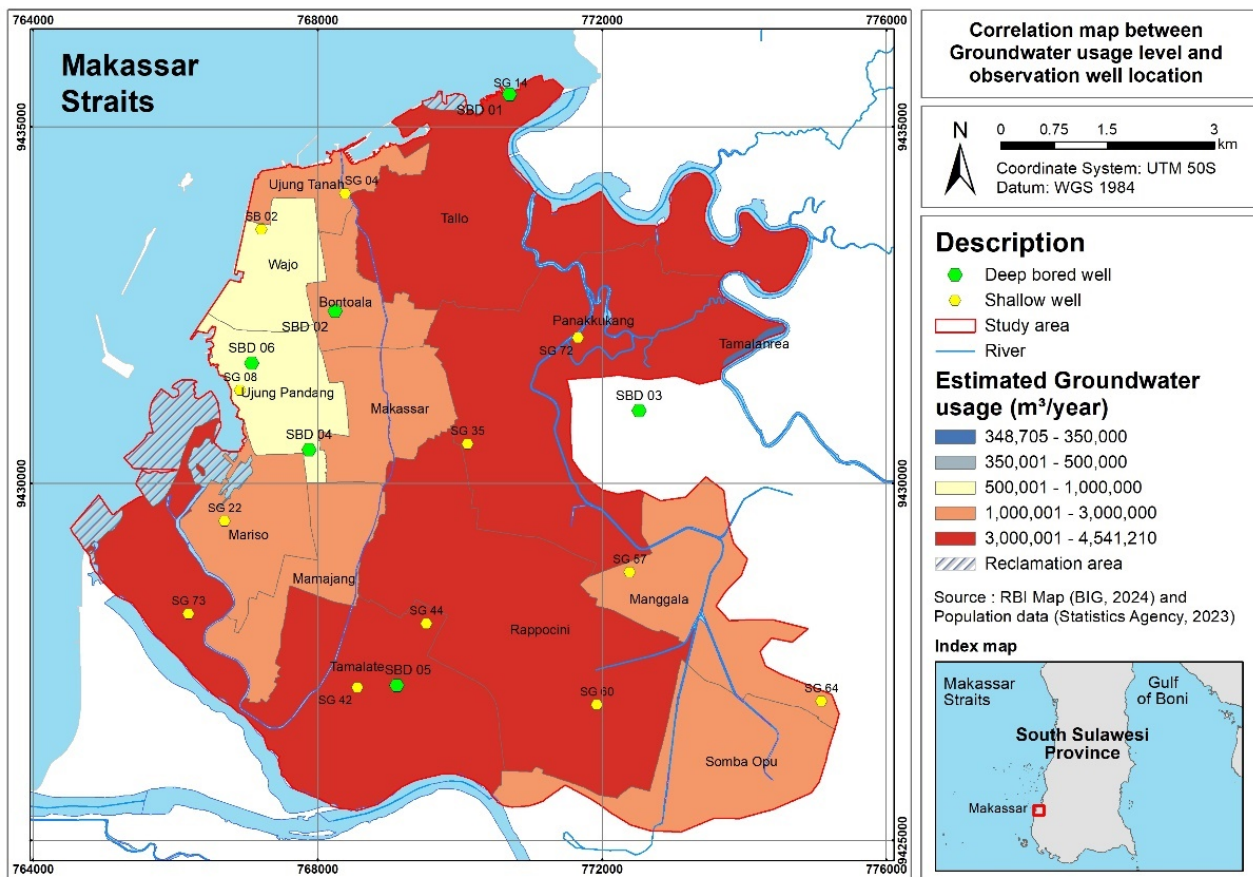 764000
768000
772000
776000
Makassar
Straits
SG 14
SBD 01
9435000
9435000
Ujung Tanah
SG 04
SB 02
Tallo
Wajo
Bontoala
SBD 02
Panakkukang
SG 72
Tamalanrea
SBD 06
SG 08
Ujung Pandang
Makassar
SBD 03
SBD 04
SG 35
9430000
9430000
SG 22
Mariso
SG 57
Mamajang
Manggala
SG 73
SG 44
Rappocini
Tamalate
SBD 05
SG 42
SG 60
SG 64
Somba Opu
9425000
9425000
764000
768000
772000
776000
Correlation map between
Groundwater usage level and
observation well location
N
0 0.75 1.5 3
km
Coordinate System: UTM 50S
Datum: WGS 1984
Description
Deep bored well
Shallow well
Study area
River
Estimated Groundwater
usage (m³/year)
348,705 - 350,000
350,001 - 500,000
500,001 - 1,000,000
1,000,001 - 3,000,000
3,000,001 - 4,541,210
Reclamation area
Source : RBI Map (BIG, 2024) and
Population data (Statistics Agency, 2023)
Index map
Makassar
Straits
Gulf
of Boni
South Sulawesi
Province
Makassar